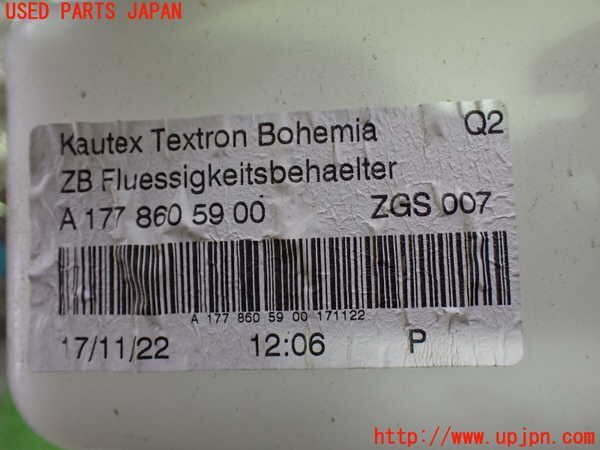 USED PARTS JAPAN
Kautex Textron Bohemia Q2
ZB Fluessigkeitsbehaelter
A 177 860 59 00 ZGS 007
A 177 860 59 00 171122
17/11/22 12:06 P
http://www.upjpn.com/